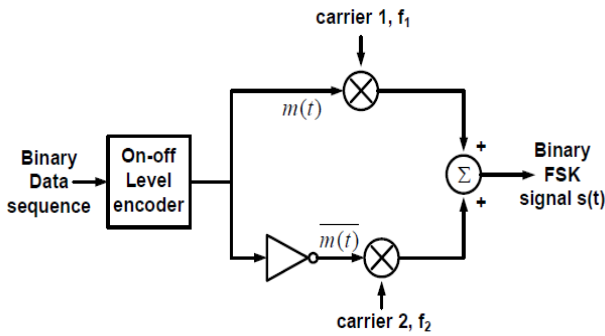 carrier 1, f₁
m(t)
Binary
Data
sequence
On-off
Level
encoder
+
Σ
+
Binary
FSK
signal s(t)
m(t)
carrier 2, f₂